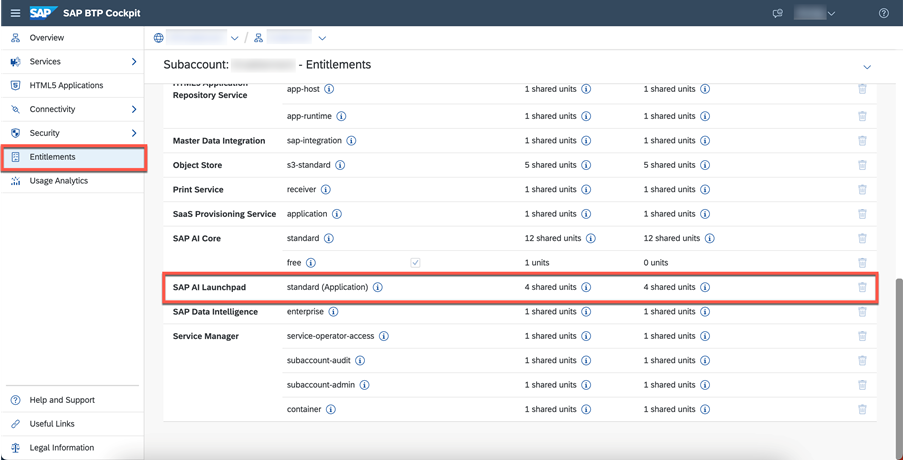 SAP SAP BTP Cockpit
Overview
Services
HTML5 Applications
Connectivity
Security
Entitlements
Usage Analytics
Help and Support
Useful Links
Legal Information
/
Subaccount: - Entitlements
HTML5 Application
Repository Service
app-host 1 shared units 1 shared units
app-runtime 1 shared units 1 shared units
Master Data Integration sap-integration 1 shared units 1 shared units
Object Store s3-standard 5 shared units 5 shared units
Print Service receiver 1 shared units 1 shared units
SaaS Provisioning Service application 1 shared units 1 shared units
SAP AI Core standard 12 shared units 12 shared units
free 1 units 0 units
SAP AI Launchpad standard (Application) 4 shared units 4 shared units
SAP Data Intelligence enterprise 1 shared units 1 shared units
Service Manager service-operator-access 1 shared units 1 shared units
subaccount-audit 1 shared units 1 shared units
subaccount-admin 1 shared units 1 shared units
container 1 shared units 1 shared units